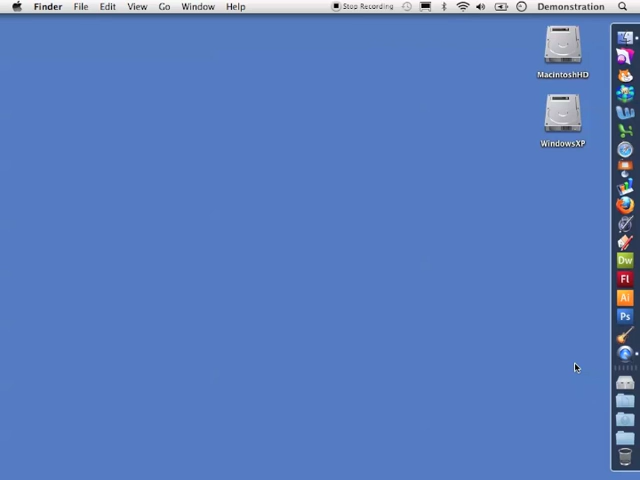 Finder File Edit View Go Window Help Stop Recording Demonstration
MacintoshHD
WindowsXP
Dw
Fl
Ai
Ps